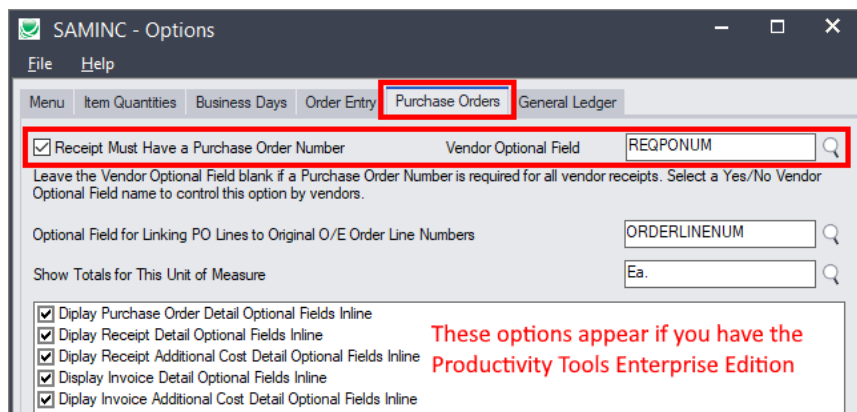 SAMINC - Options
File Help
Menu Item Quantities Business Days Order Entry Purchase Orders General Ledger
Receipt Must Have a Purchase Order Number Vendor Optional Field REQPONUM
Leave the Vendor Optional Field blank if a Purchase Order Number is required for all vendor receipts. Select a Yes/No Vendor
Optional Field name to control this option by vendors.
Optional Field for Linking PO Lines to Original O/E Order Line Numbers ORDERLINENUM
Show Totals for This Unit of Measure Ea.
Diplay Purchase Order Detail Optional Fields Inline
Diplay Receipt Detail Optional Fields Inline
Diplay Receipt Additional Cost Detail Optional Fields Inline
Display Invoice Detail Optional Fields Inline
Diplay Invoice Additional Cost Detail Optional Fields Inline
These options appear if you have the
Productivity Tools Enterprise Edition